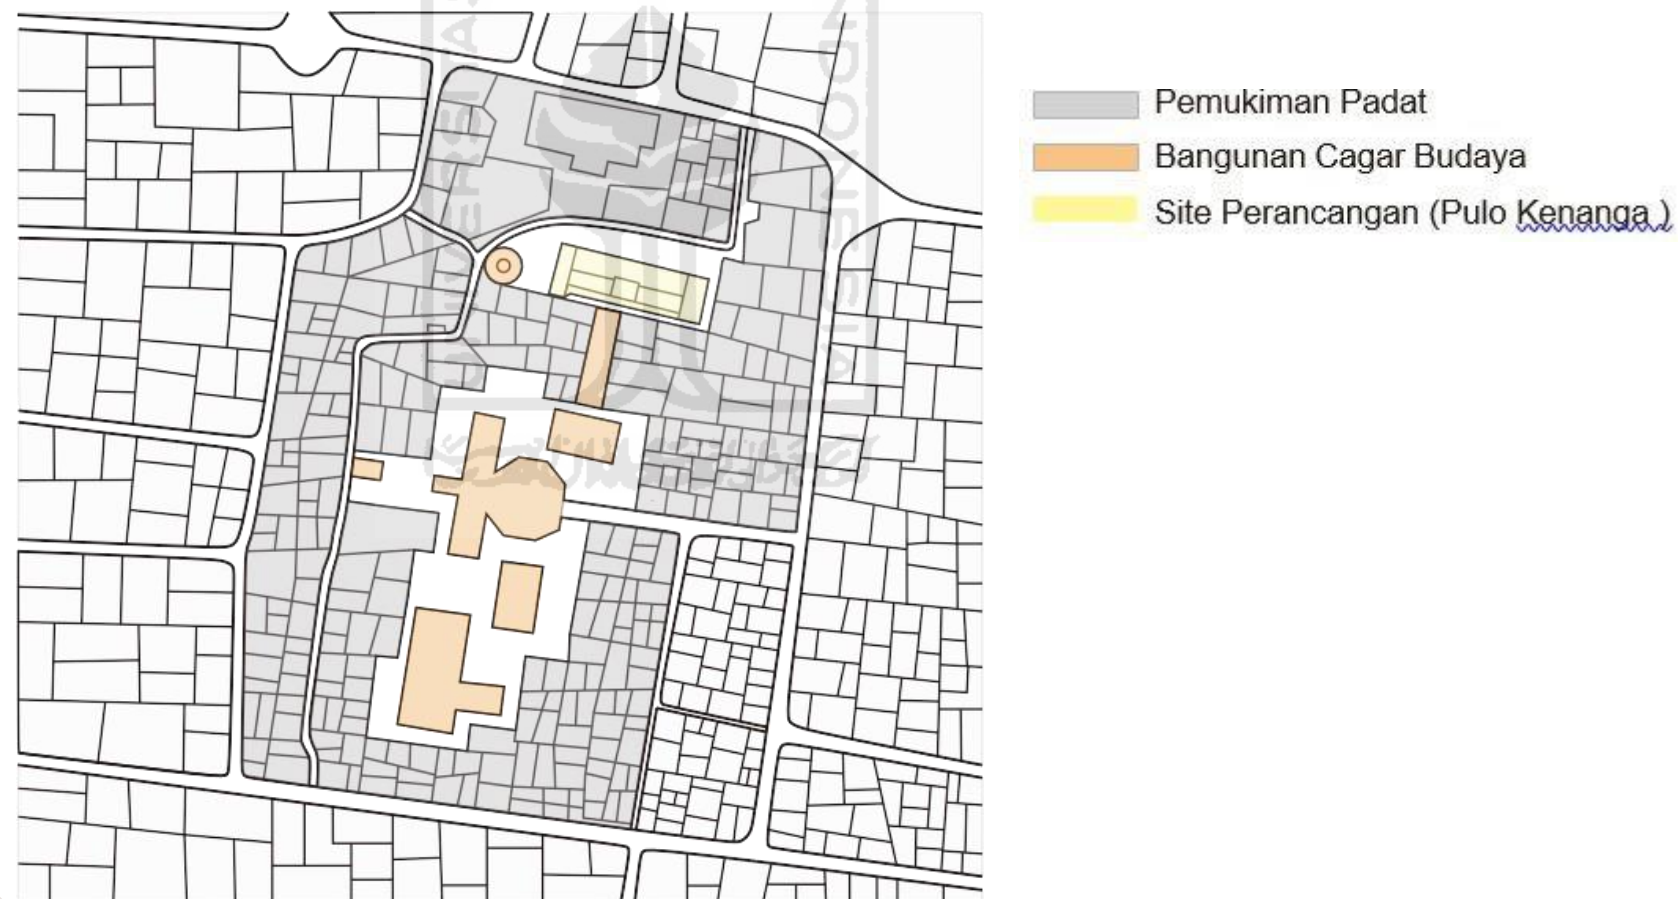 Pemukiman Padat
Bangunan Cagar Budaya
Site Perancangan (Pulo Kenanga )